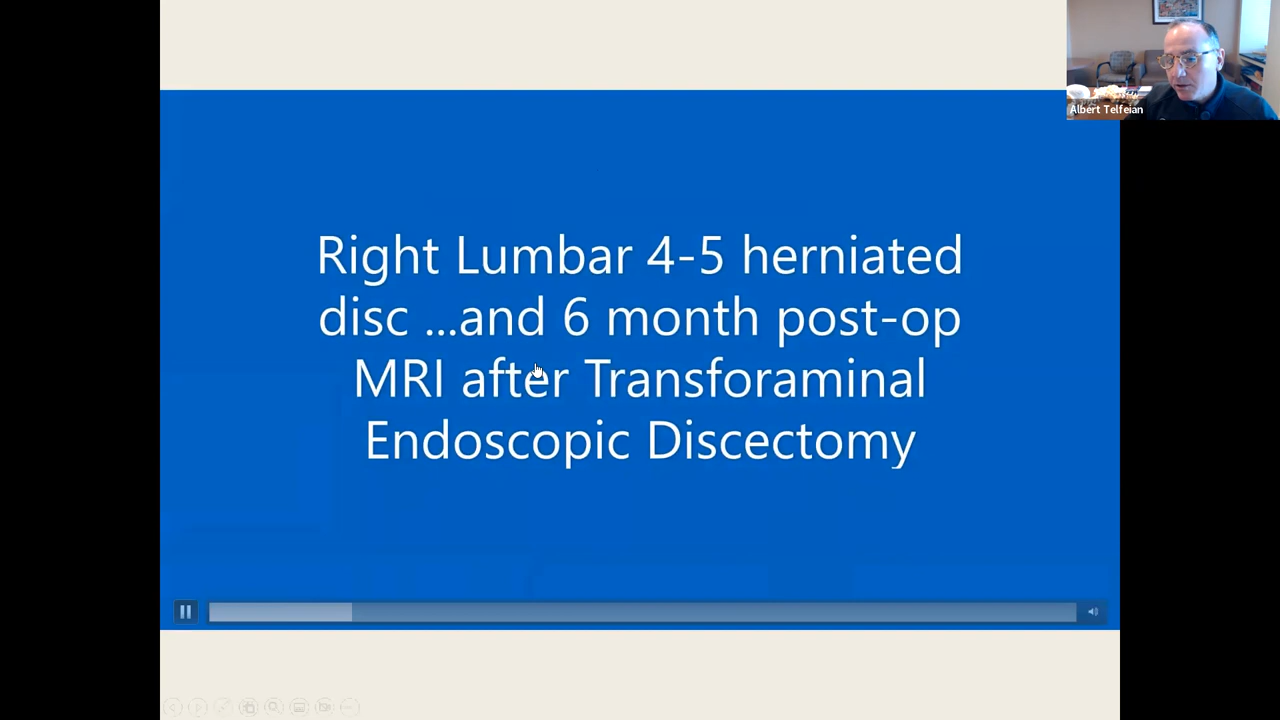 Albert Telfeian
Right Lumbar 4-5 herniated
disc ...and 6 month post-op
MRI after Transforaminal
Endoscopic Discectomy